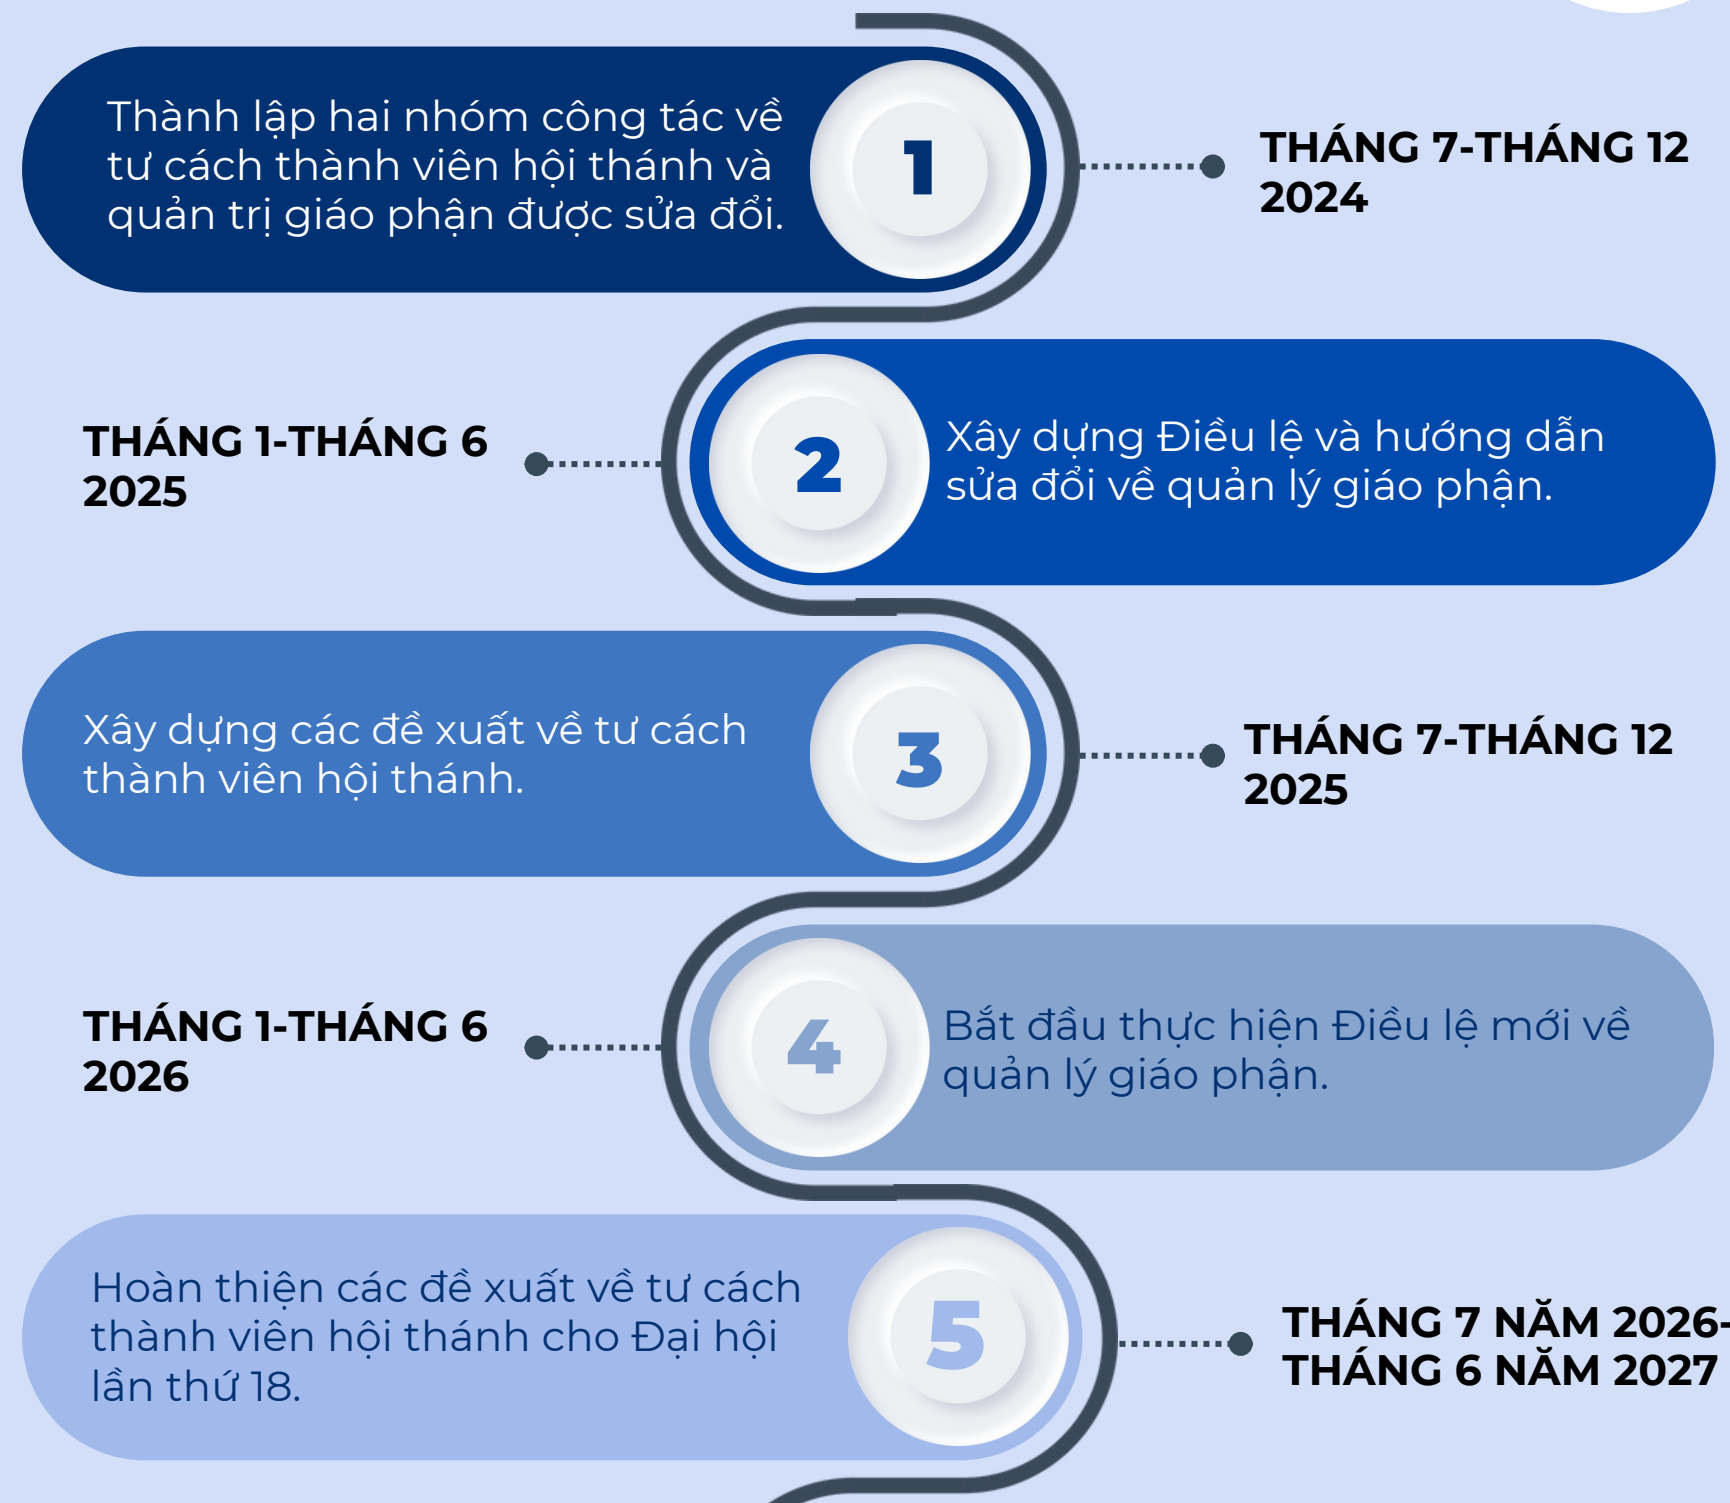 Thành lập hai nhóm công tác về
tư cách thành viên hội thánh và
quản trị giáo phận được sửa đổi.
1
THÁNG 7-THÁNG 12
2024
THÁNG 1-THÁNG 6
2025
2
Xây dựng Điều lệ và hướng dẫn
sửa đổi về quản lý giáo phận.
Xây dựng các đề xuất về tư cách
thành viên hội thánh.
3
THÁNG 7-THÁNG 12
2025
THÁNG 1-THÁNG 6
2026
4
Bắt đầu thực hiện Điều lệ mới về
quản lý giáo phận.
Hoàn thiện các đề xuất về tư cách
thành viên hội thánh cho Đại hội
lần thứ 18.
5
THÁNG 7 NĂM 2026-
THÁNG 6 NĂM 2027